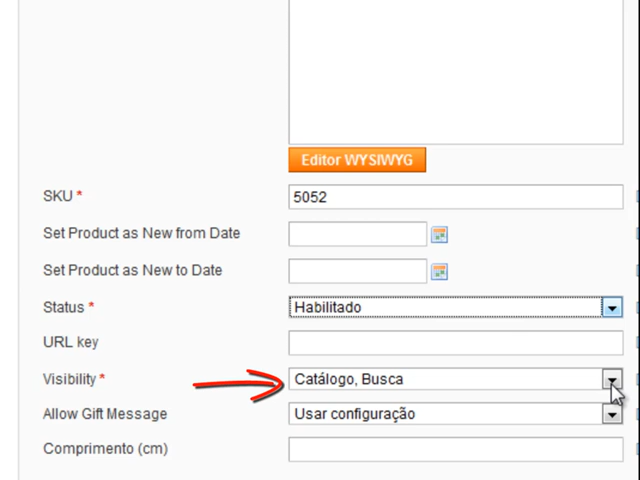 Editor WYSIWYG
SKU * 5052
Set Product as New from Date
Set Product as New to Date
Status * Habilitado
URL key
Visibility * Catálogo, Busca
Allow Gift Message Usar configuração
Comprimento (cm)